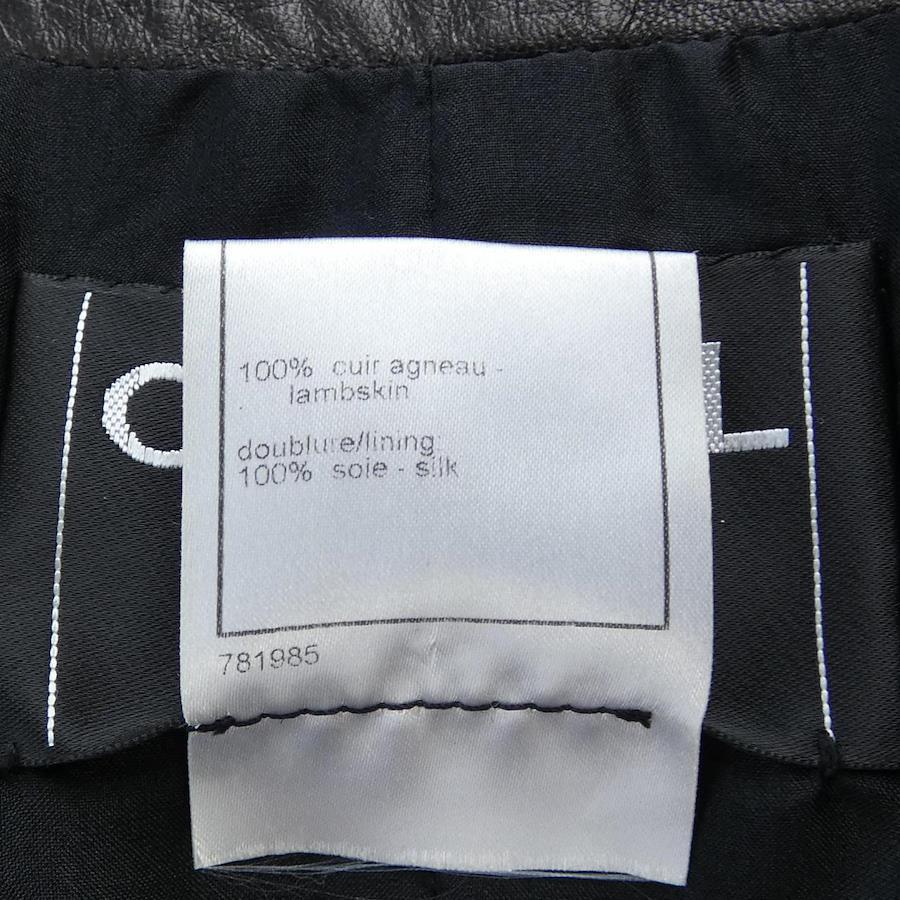 100% cuir agneau -
lambskin
doublure/lining:
100% soie - silk
C L
781985